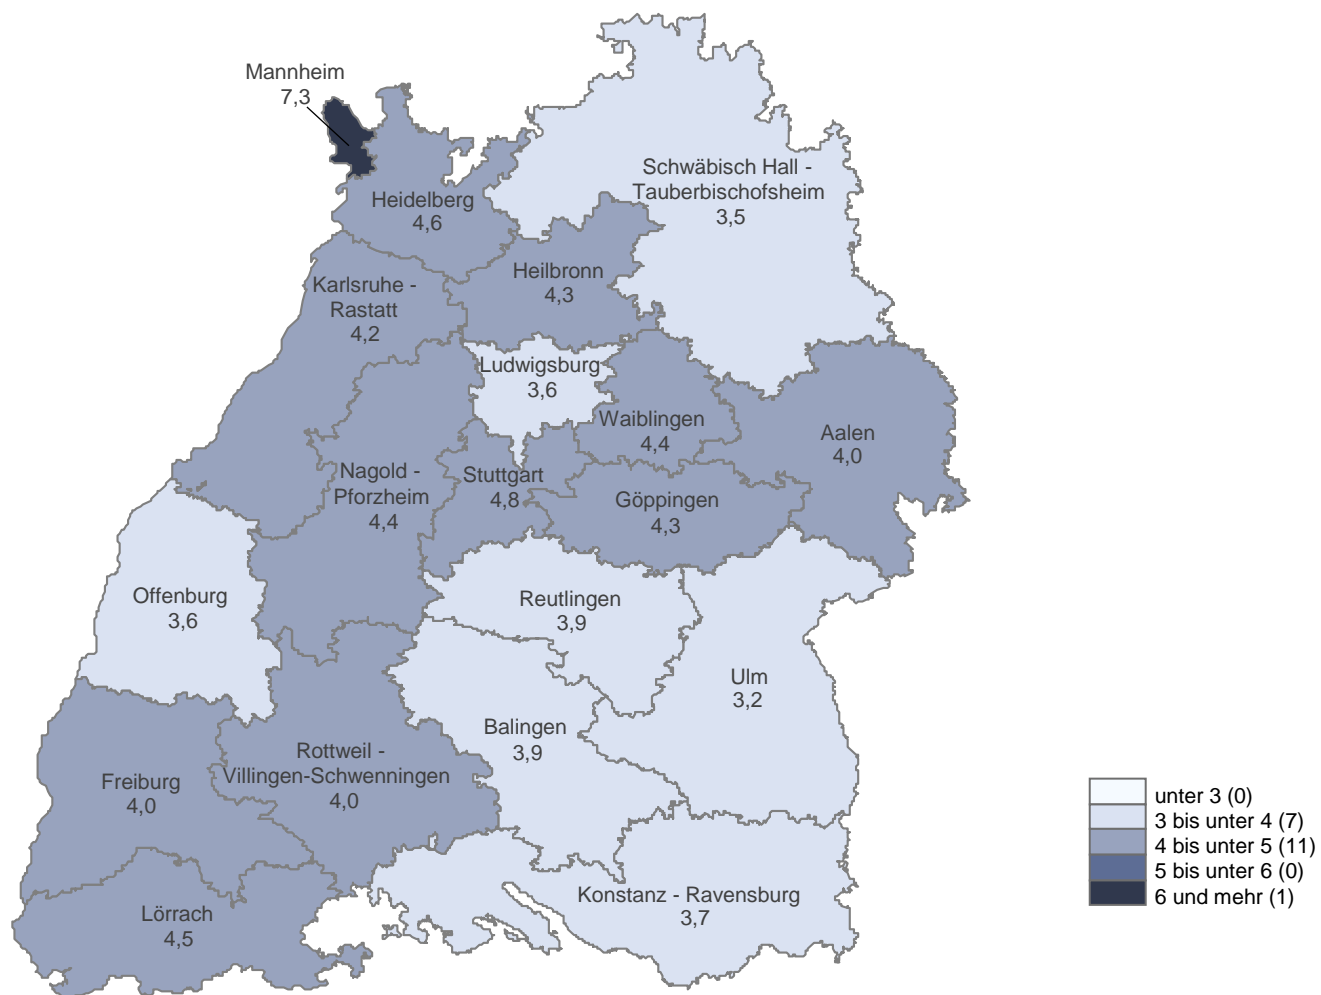 Mannheim
7,3
Schwäbisch Hall -
Tauberbischofsheim
3,5
Heidelberg
4,6
Heilbronn
4,3
Karlsruhe -
Rastatt
4,2
Ludwigsburg
3,6
Waiblingen
4,4
Aalen
4,0
Nagold -
Pforzheim
4,4
Stuttgart
4,8
Göppingen
4,3
Offenburg
3,6
Reutlingen
3,9
Ulm
3,2
Balingen
3,9
Rottweil -
Villingen-Schwenningen
4,0
Freiburg
4,0
Konstanz - Ravensburg
3,7
Lörrach
4,5
unter 3 (0)
3 bis unter 4 (7)
4 bis unter 5 (11)
5 bis unter 6 (0)
6 und mehr (1)